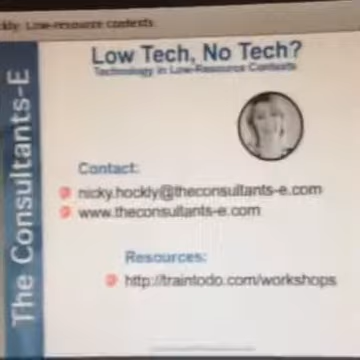 Low-resource contexts
Low Tech, No Tech?
Technology in Low-Resource Contexts
The Consultants-E
Contact:
nicky.hockly@theconsultants-e.com
www.theconsultants-e.com
Resources:
http://traintodo.com/workshops